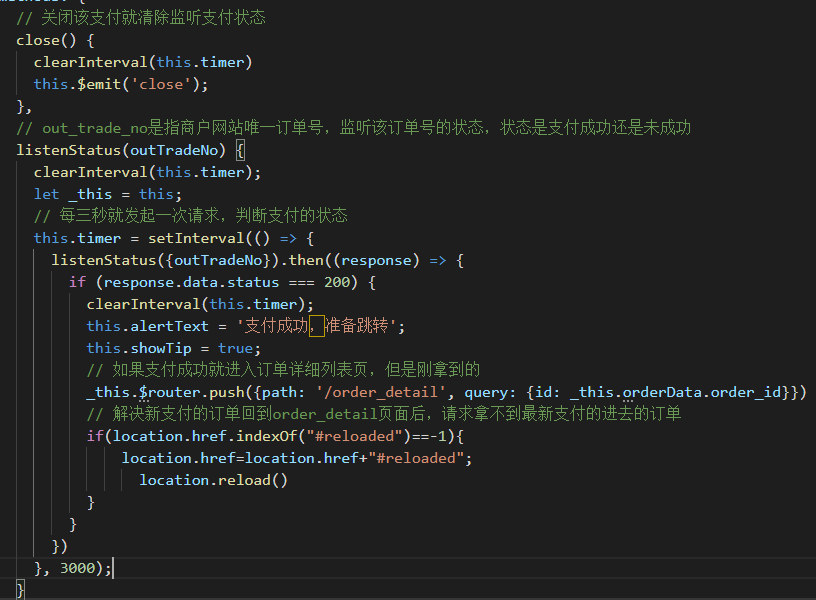 // 关闭该支付就清除监听支付状态
close() {
clearInterval(this.timer)
this.$emit('close');
},
// out_trade_no是指商户网站唯一订单号，监听该订单号的状态，状态是支付成功还是未成功
listenStatus(outTradeNo) {
clearInterval(this.timer);
let _this = this;
// 每三秒就发起一次请求，判断支付的状态
this.timer = setInterval(() => {
listenStatus({outTradeNo}).then((response) => {
if (response.data.status === 200) {
clearInterval(this.timer);
this.alertText = '支付成功，准备跳转';
this.showTip = true;
// 如果支付成功就进入订单详细列表页，但是刚拿到的
_this.$router.push({path: '/order_detail', query: {id: _this.orderData.order_id}})
// 解决新支付的订单回到order_detail页面后，请求拿不到最新支付的进去的订单
if(location.href.indexOf("#reloaded")==-1){
location.href=location.href+"#reloaded";
location.reload()
}
}
})
}, 3000);
}